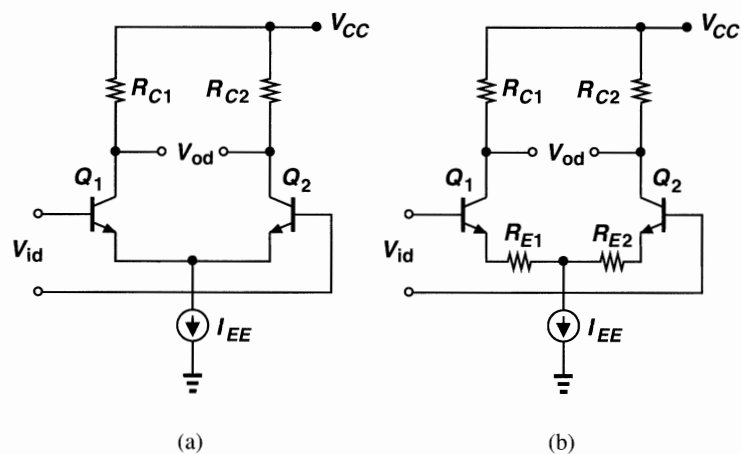 V_CC
R_C1
R_C2
V_od
Q_1
Q_2
V_id
I_EE
(a)
V_CC
R_C1
R_C2
V_od
Q_1
Q_2
R_E1
R_E2
V_id
I_EE
(b)